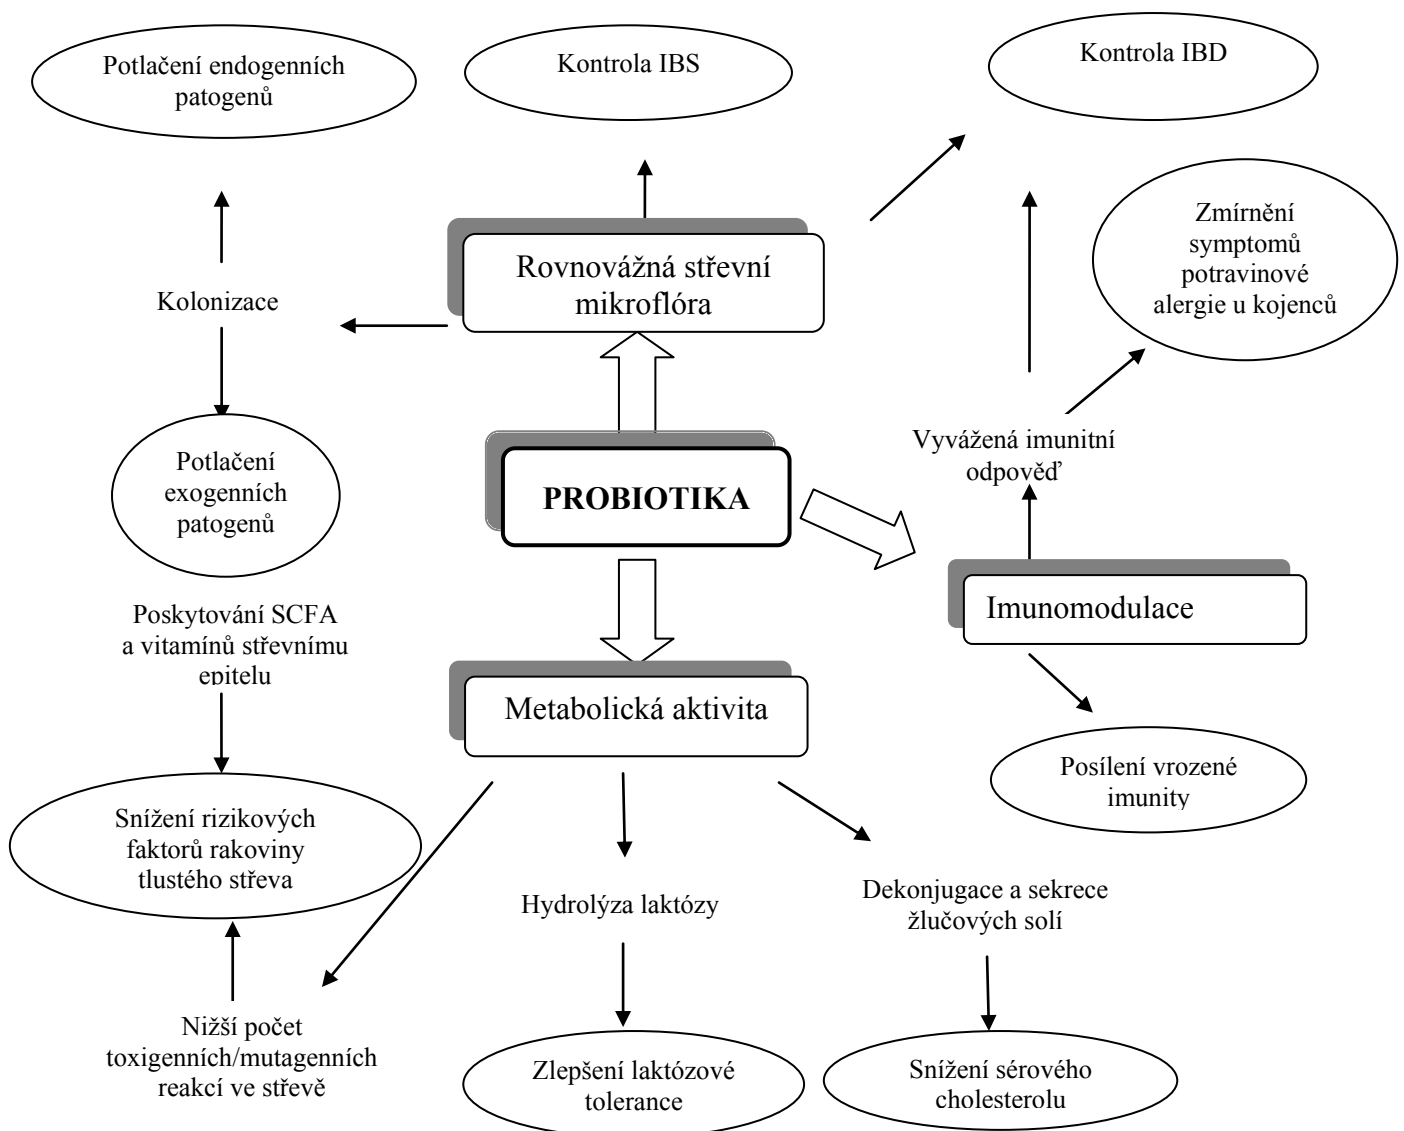 Potlačení endogenních
patogenů
Kontrola IBS
Kontrola IBD
Zmírnění
symptomů
potravinové
alergie u kojenců
Rovnovážná střevní
mikroflóra
Kolonizace
Vyvážená imunitní
odpověď
Potlačení
exogenních
patogenů
PROBIOTIKA
Imunomodulace
Poskytování SCFA
a vitamínů střevnímu
epitelu
Metabolická aktivita
Posílení vrozené
imunity
Snížení rizikových
faktorů rakoviny
tlustého střeva
Hydrolýza laktózy
Dekonjugace a sekrece
žlučových solí
Nižší počet
toxigenních/mutagenních
reakcí ve střevě
Zlepšení laktózové
tolerance
Snížení sérového
cholesterolu